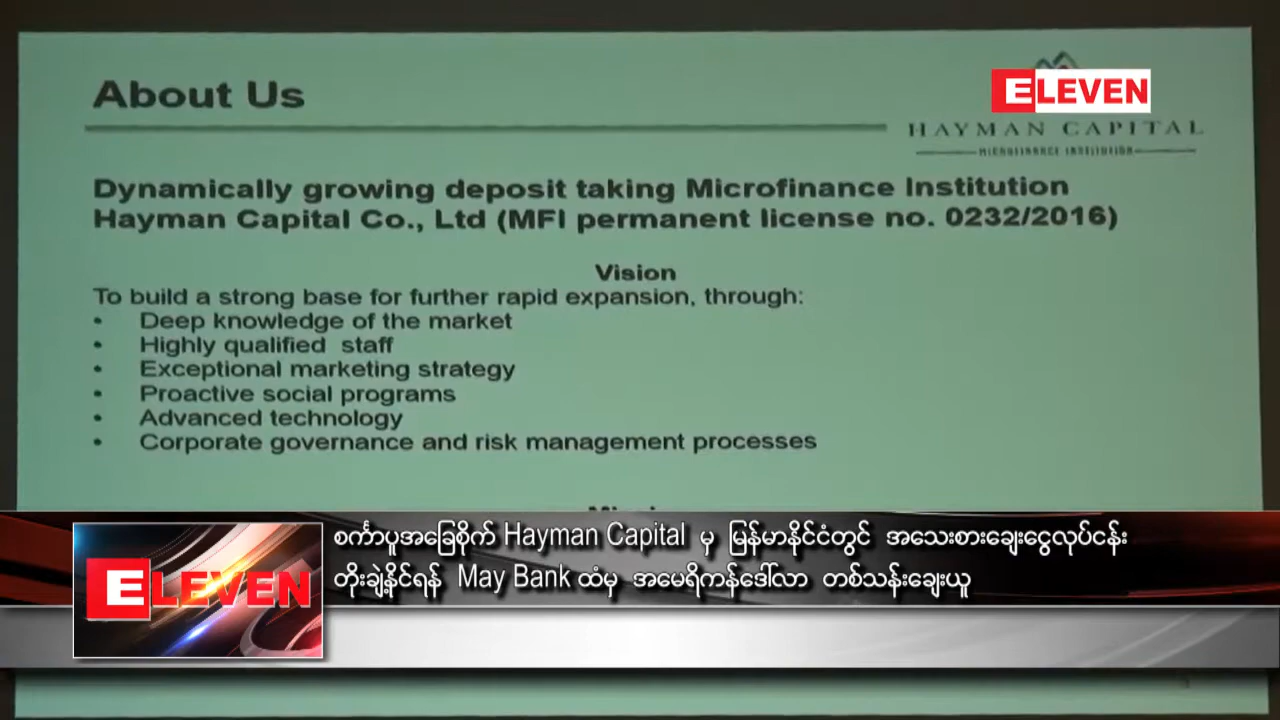 About Us
ELEVEN
HAYMAN CAPITAL
MICROFINANCE INSTITUTION
Dynamically growing deposit taking Microfinance Institution
Hayman Capital Co., Ltd (MFI permanent license no. 0232/2016)
Vision
To build a strong base for further rapid expansion, through:
• Deep knowledge of the market
• Highly qualified staff
• Exceptional marketing strategy
• Proactive social programs
• Advanced technology
• Corporate governance and risk management processes
စင်္ကာပူအခြေစိုက် Hayman Capital မှ မြန်မာနိုင်ငံတွင် အသေးစားချေးငွေလုပ်ငန်း
တိုးချဲ့နိုင်ရန် May Bank ထံမှ အမေရိကန်ဒေါ်လာ တစ်သန်းချေးယူ
ELEVEN